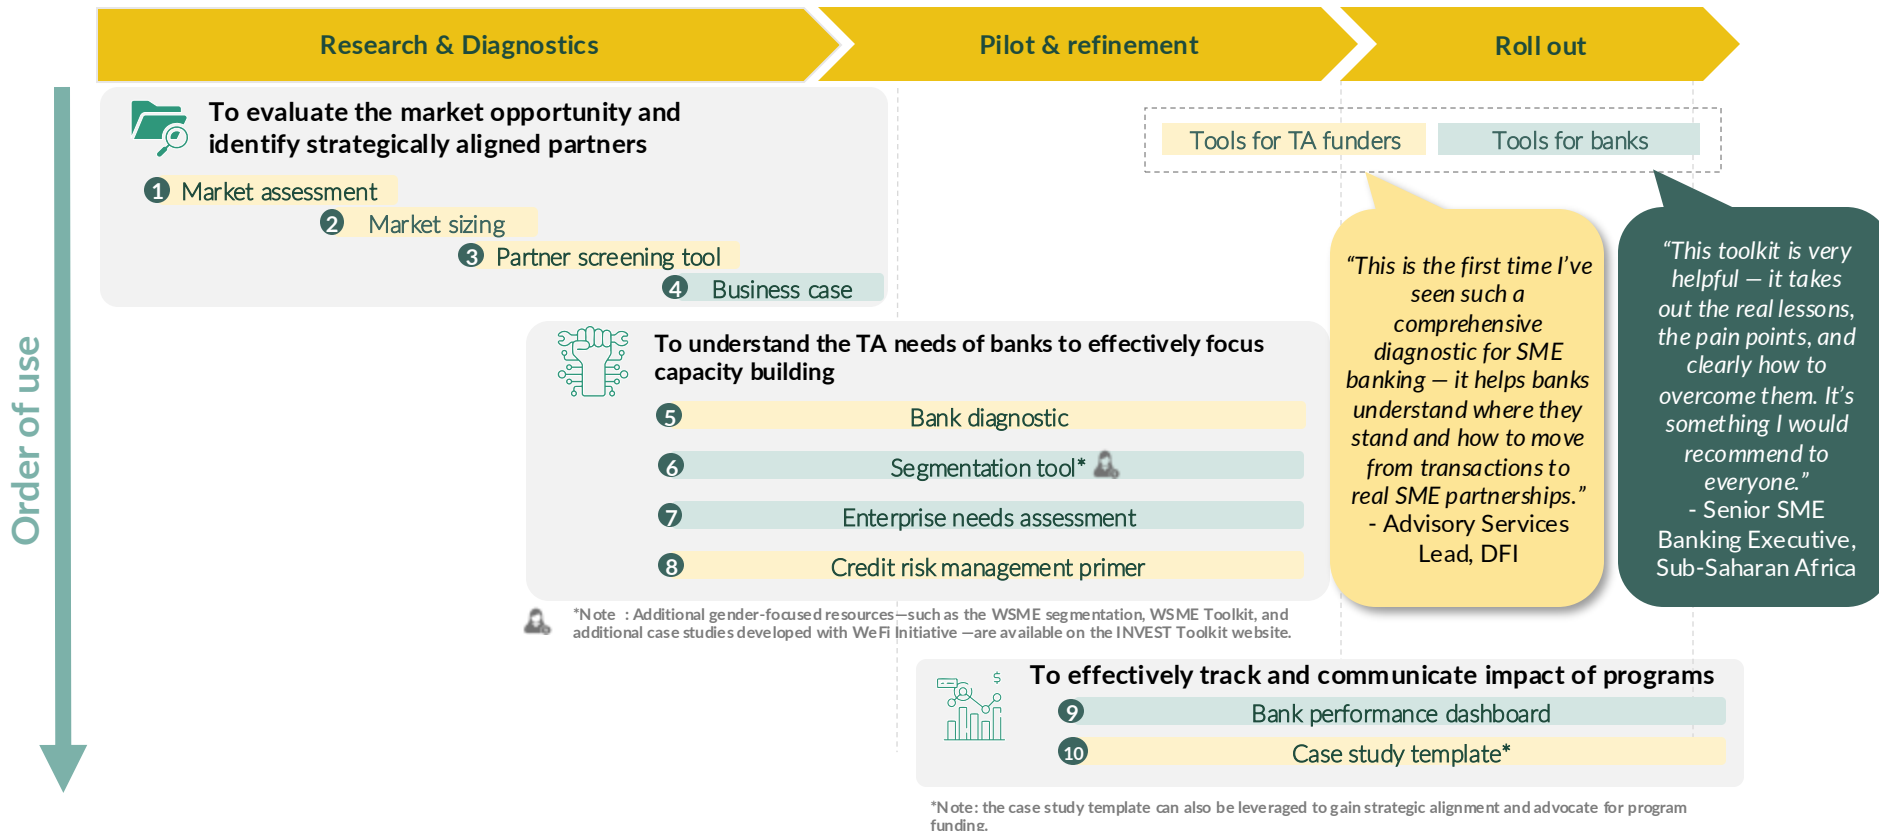 Research & Diagnostics
Pilot & refinement
Roll out
Order of use
To evaluate the market opportunity and
identify strategically aligned partners
1 Market assessment
2 Market sizing
3 Partner screening tool
4 Business case
Tools for TA funders
Tools for banks
To understand the TA needs of banks to effectively focus
capacity building
5 Bank diagnostic
6 Segmentation tool*
7 Enterprise needs assessment
8 Credit risk management primer
*Note : Additional gender-focused resources—such as the WSME segmentation, WSME Toolkit, and
additional case studies developed with WeFi Initiative —are available on the INVEST Toolkit website.
“This is the first time I’ve
seen such a
comprehensive
diagnostic for SME
banking — it helps banks
understand where they
stand and how to move
from transactions to
real SME partnerships.”
- Advisory Services
Lead, DFI
“This toolkit is very
helpful — it takes
out the real lessons,
the pain points, and
clearly how to
overcome them. It’s
something I would
recommend to
everyone.”
- Senior SME
Banking Executive,
Sub-Saharan Africa
To effectively track and communicate impact of programs
$
9 Bank performance dashboard
10 Case study template*
*Note: the case study template can also be leveraged to gain strategic alignment and advocate for program
funding.